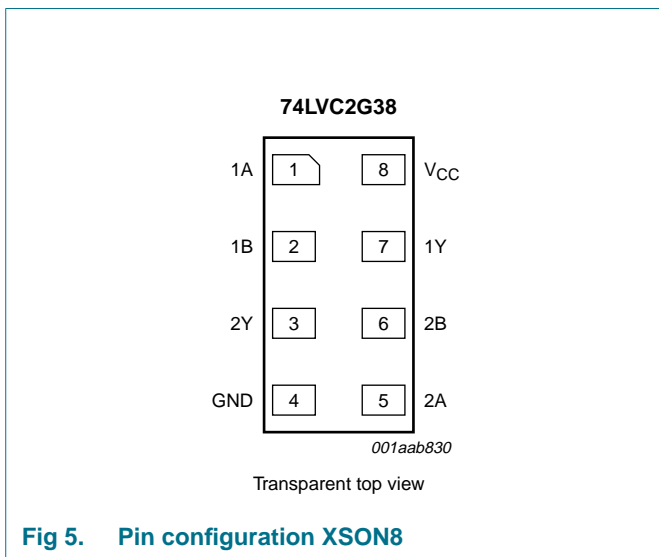 74LVC2G38
1A 1 8 VCC
1B 2 7 1Y
2Y 3 6 2B
GND 4 5 2A
001aab830
Transparent top view
Fig 5. Pin configuration XSON8